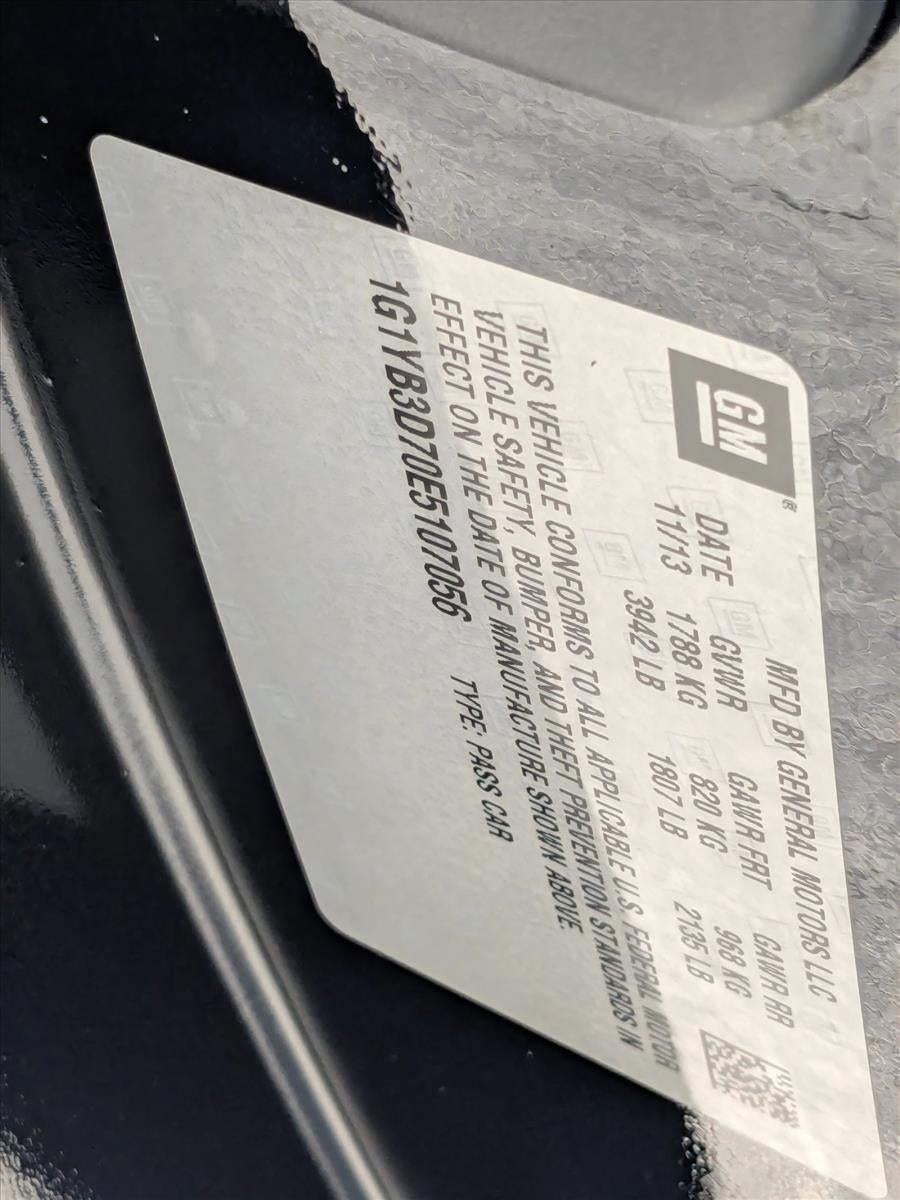 GM
®
MFD BY GENERAL MOTORS LLC
DATE GVWR GAWR FRT GAWR RR
11/13 1788 KG 820 KG 968 KG
3942 LB 1807 LB 2135 LB
THIS VEHICLE CONFORMS TO ALL APPLICABLE U.S. FEDERAL MOTOR
VEHICLE SAFETY, BUMPER, AND THEFT PREVENTION STANDARDS IN
EFFECT ON THE DATE OF MANUFACTURE SHOWN ABOVE.
1G1YB3D70E5107056 TYPE: PASS CAR